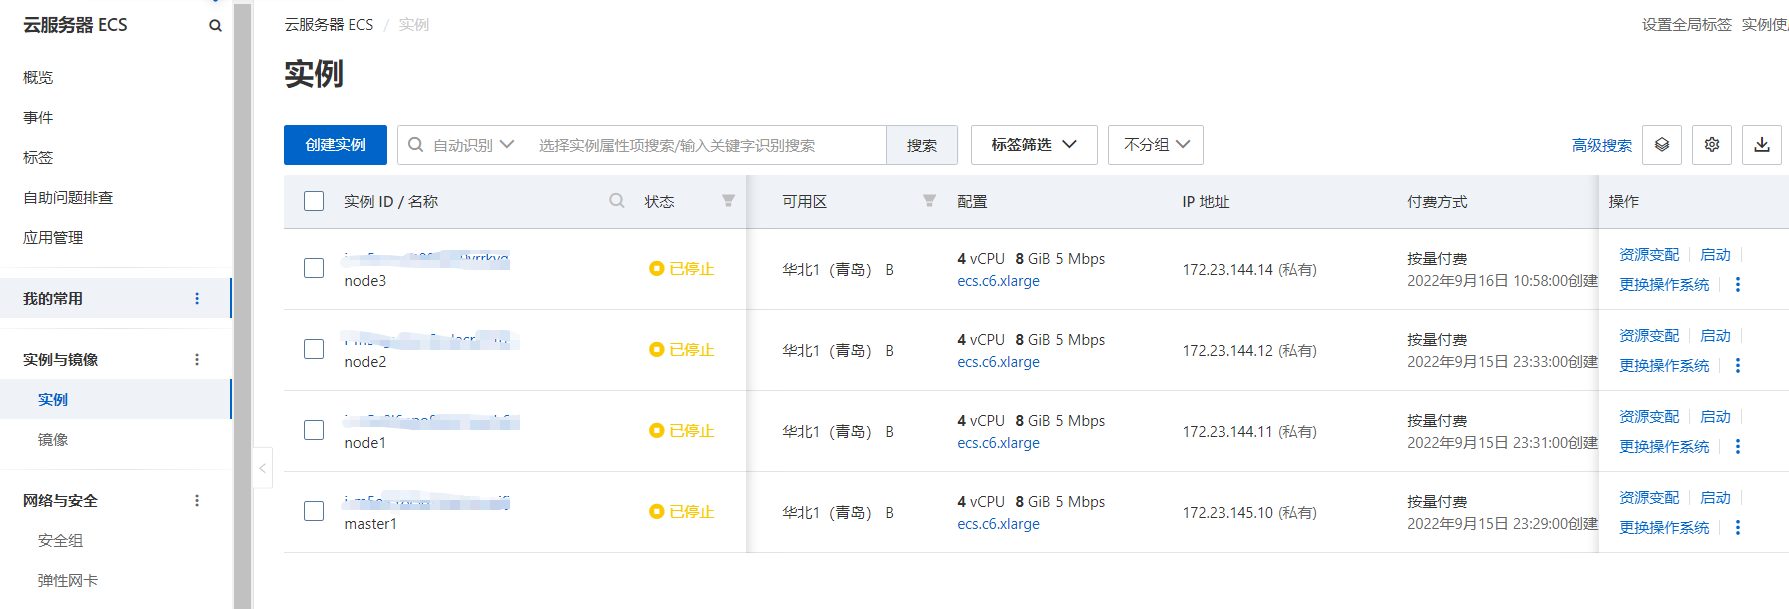 云服务器 ECS
概览
事件
标签
自助问题排查
应用管理
我的常用
实例与镜像
实例
镜像
网络与安全
安全组
弹性网卡
云服务器 ECS / 实例
设置全局标签 实例使
实例
创建实例
自动识别
选择实例属性项搜索/输入关键字识别搜索
搜索
标签筛选
不分组
高级搜索
实例 ID / 名称 状态 可用区 配置 IP 地址 付费方式 操作
node3
已停止
华北1（青岛） B
4 vCPU 8 GiB 5 Mbps
ecs.c6.xlarge
172.23.144.14 (私有)
按量付费
2022年9月16日 10:58:00创建
资源变配 启动
更换操作系统
node2
已停止
华北1（青岛） B
4 vCPU 8 GiB 5 Mbps
ecs.c6.xlarge
172.23.144.12 (私有)
按量付费
2022年9月15日 23:33:00创建
资源变配 启动
更换操作系统
node1
已停止
华北1（青岛） B
4 vCPU 8 GiB 5 Mbps
ecs.c6.xlarge
172.23.144.11 (私有)
按量付费
2022年9月15日 23:31:00创建
资源变配 启动
更换操作系统
master1
已停止
华北1（青岛） B
4 vCPU 8 GiB 5 Mbps
ecs.c6.xlarge
172.23.145.10 (私有)
按量付费
2022年9月15日 23:29:00创建
资源变配 启动
更换操作系统